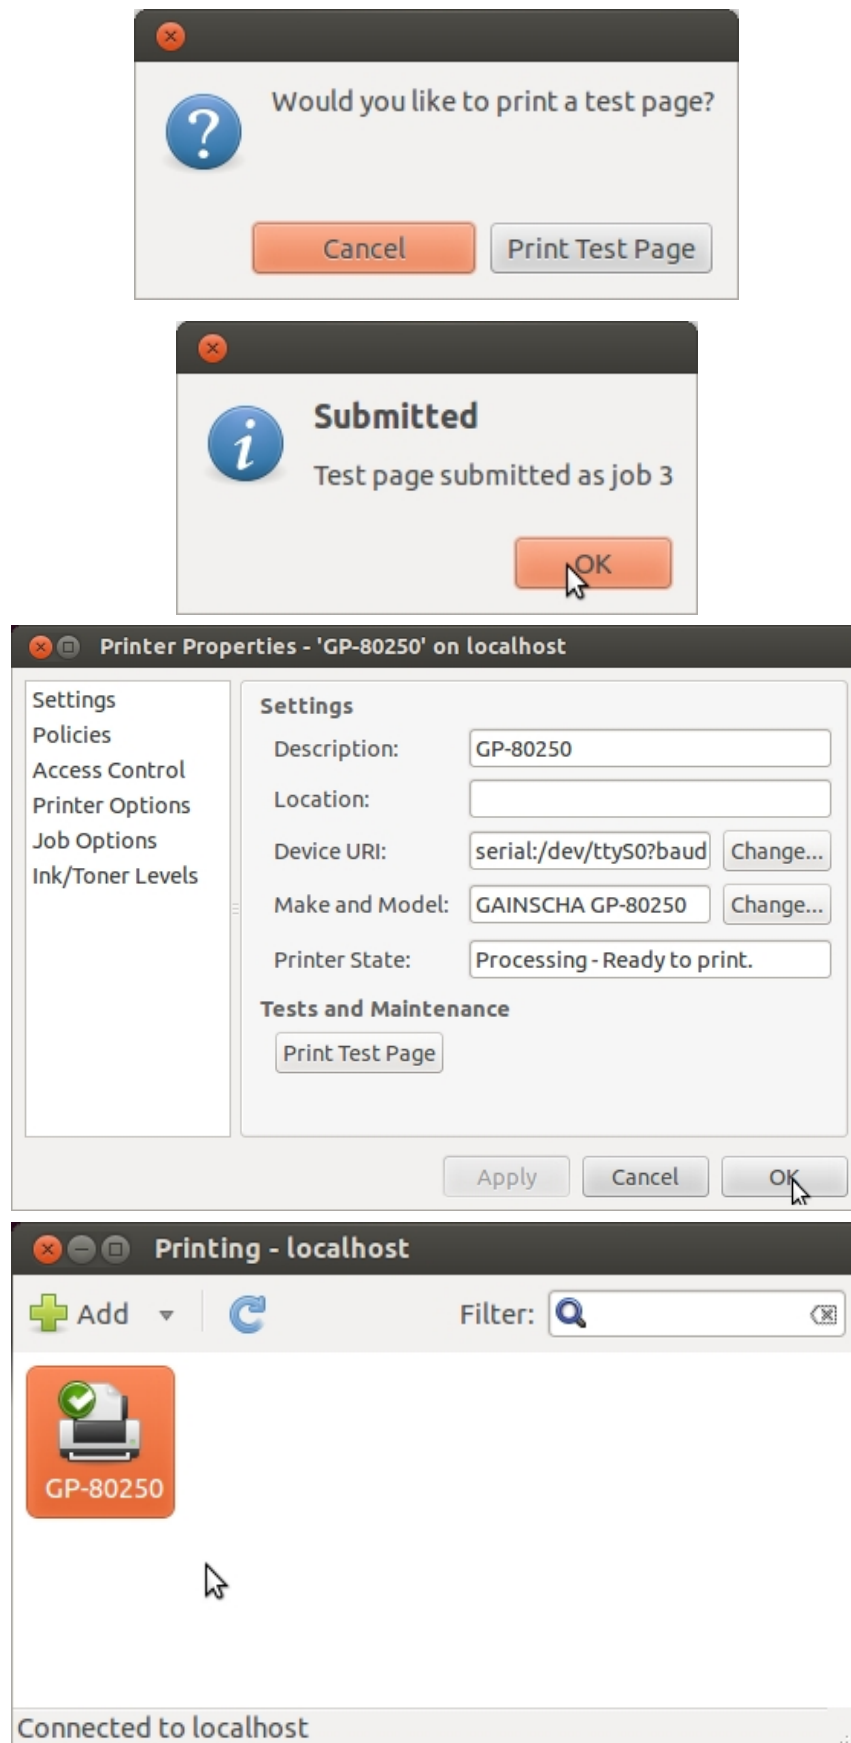 Would you like to print a test page?
Cancel
Print Test Page
Submitted
Test page submitted as job 3
OK
Printer Properties - 'GP-80250' on localhost
Settings
Policies
Access Control
Printer Options
Job Options
Ink/Toner Levels
Settings
Description: GP-80250
Location:
Device URI: serial:/dev/ttyS0?baud Change...
Make and Model: GAINSCHA GP-80250 Change...
Printer State: Processing - Ready to print.
Tests and Maintenance
Print Test Page
Apply Cancel OK
Printing - localhost
Add Filter:
GP-80250
Connected to localhost